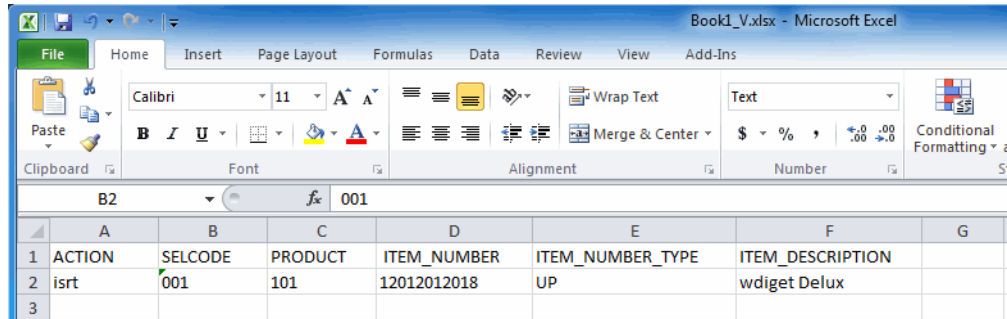 Book1_V.xlsx - Microsoft Excel
File Home Insert Page Layout Formulas Data Review View Add-Ins
Calibri 11 A A Wrap Text Text
Paste B I U A Merge & Center $ % , .00 .00 Conditional
Formatting
Clipboard Font Alignment Number
B2 fx 001
A B C D E F G
1 ACTION SELCODE PRODUCT ITEM_NUMBER ITEM_NUMBER_TYPE ITEM_DESCRIPTION
2 isrt 001 101 12012012018 UP wdiget Delux
3